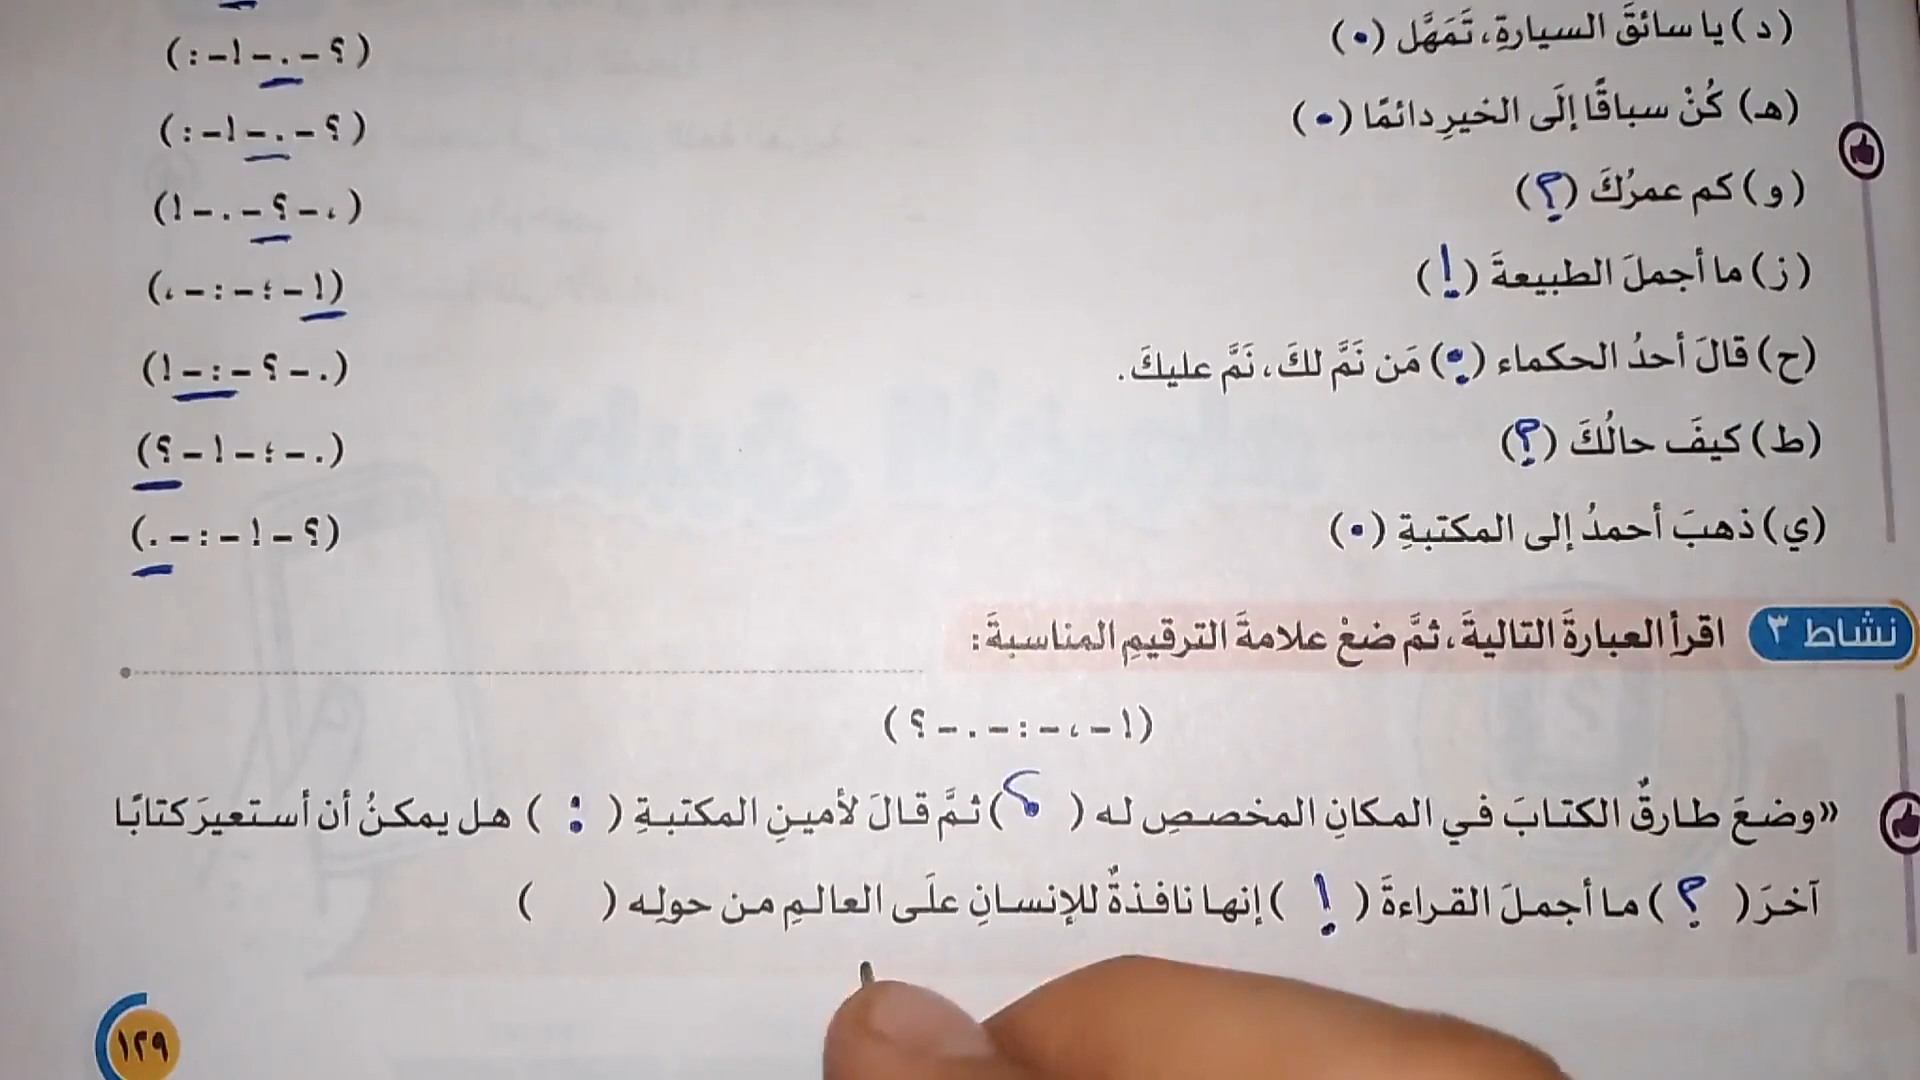 (د) يا سائقَ السيارةِ، تَمَهَّل (.) (؟ - . - ! - :)
(هـ) كُنْ سباقًا إلَى الخيرِ دائمًا (.) (؟ - . - ! - :)
(و) كم عمرُكَ (؟) (، - ؟ - . - !)
(ز) ما أجملَ الطبيعةَ (!) (! - ؛ - : - ،)
(ح) قالَ أحدُ الحكماء (:) مَن نَمَّ لكَ، نَمَّ عليكَ. (. - ؟ - : - !)
(ط) كيفَ حالُكَ (؟) (. - ؛ - ! - ؟)
(ي) ذهبَ أحمدُ إلى المكتبةِ (.) (؟ - ! - : - .)
نشاط ٣ اقرأ العبارةَ التاليةَ، ثمَّ ضعْ علامةَ الترقيمِ المناسبةَ:
(! - ، - : - . - ؟)
«وضعَ طارقٌ الكتابَ في المكانِ المخصصِ له ( ، ) ثمَّ قالَ لأمينِ المكتبةِ ( : ) هل يمكنُ أن أستعيرَ كتابًا
آخرَ ( ؟ ) ما أجملَ القراءةَ ( ! ) إنها نافذةٌ للإنسانِ علَى العالمِ من حولِه ( )
١٢٩